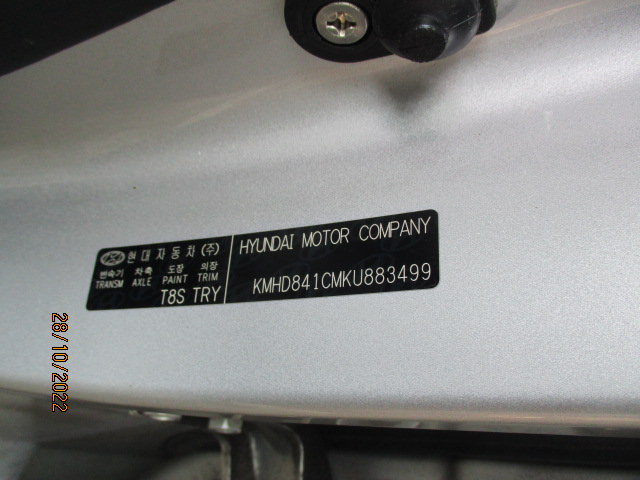 현대자동차(주)
변속기 차축 도장 의장
TRANSM AXLE PAINT TRIM
T8S TRY
HYUNDAI MOTOR COMPANY
KMHD841CMKU883499
28/10/2022